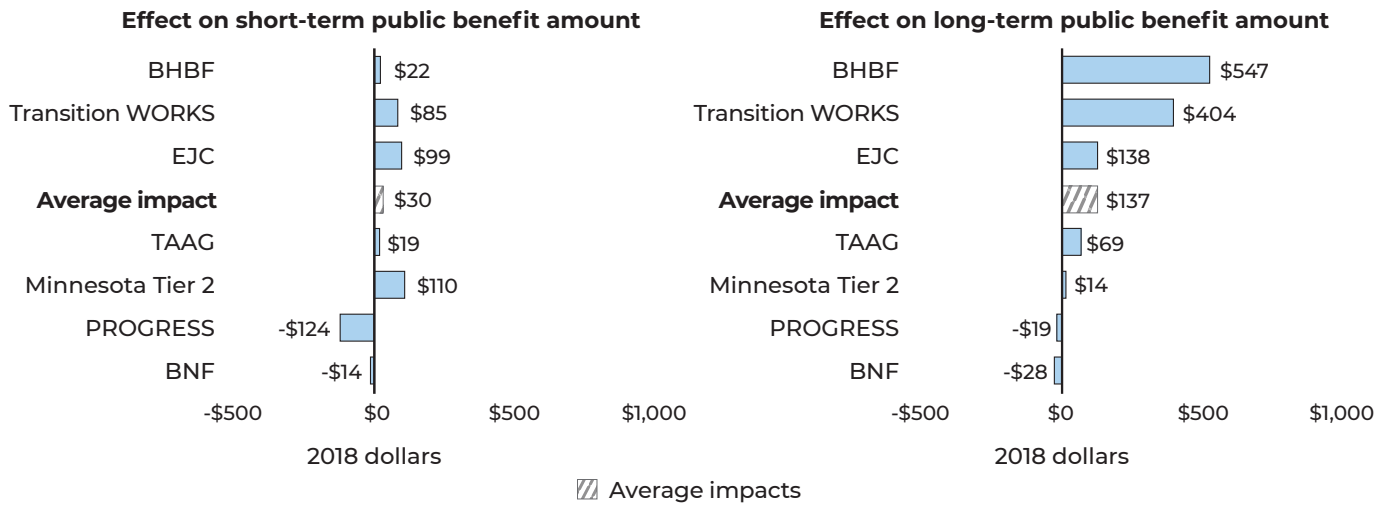 Effect on short-term public benefit amount
BHBF $22
Transition WORKS $85
EJC $99
Average impact $30
TAAG $19
Minnesota Tier 2 $110
PROGRESS -$124
BNF -$14
-$500 $0 $500 $1,000
2018 dollars
Effect on long-term public benefit amount
BHBF $547
Transition WORKS $404
EJC $138
Average impact $137
TAAG $69
Minnesota Tier 2 $14
PROGRESS -$19
BNF -$28
-$500 $0 $500 $1,000
2018 dollars
Average impacts